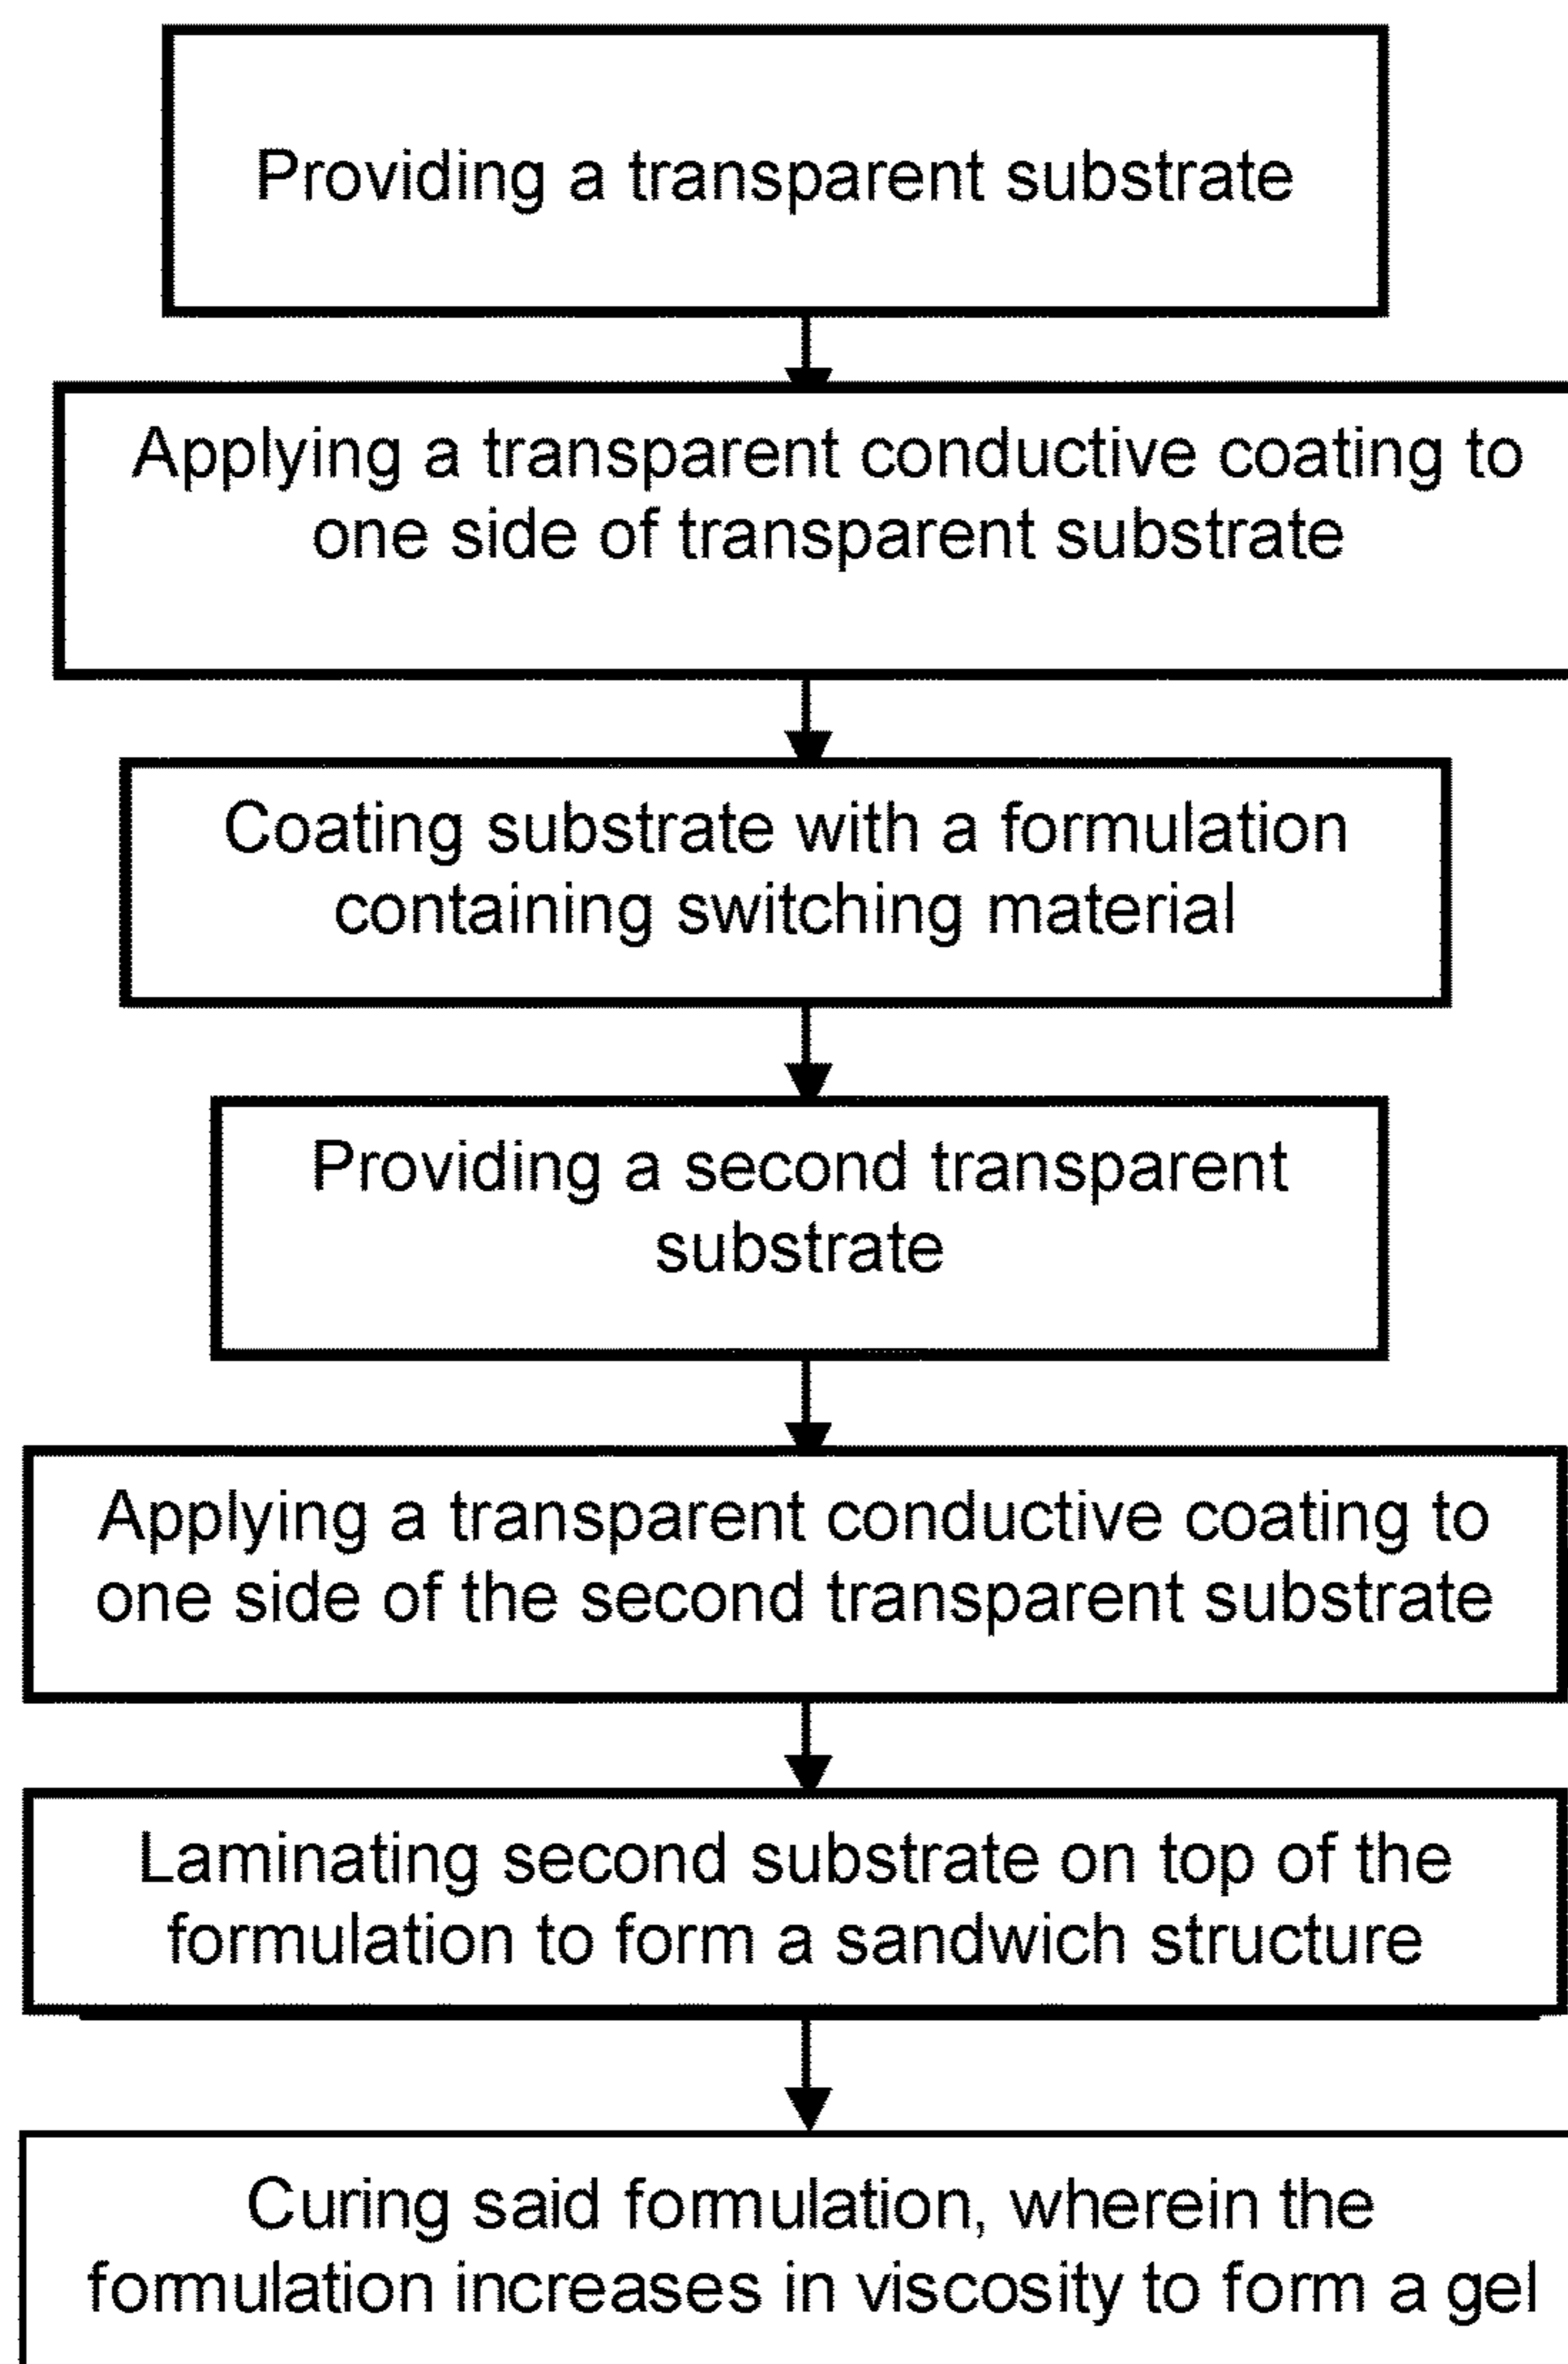 Providing a transparent substrate
Applying a transparent conductive coating to
one side of transparent substrate
Coating substrate with a formulation
containing switching material
Providing a second transparent
substrate
Applying a transparent conductive coating to
one side of the second transparent substrate
Laminating second substrate on top of the
formulation to form a sandwich structure
Curing said formulation, wherein the
formulation increases in viscosity to form a gel